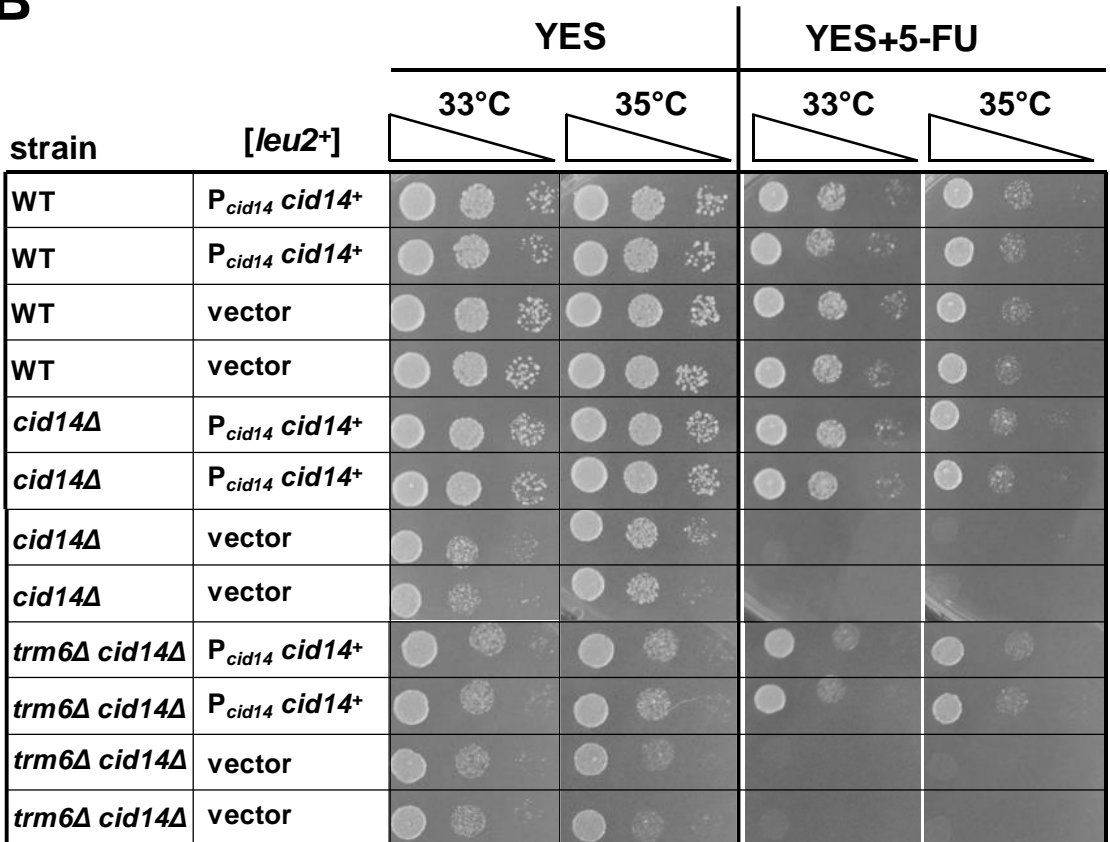 B
YES YES+5-FU
33°C 35°C 33°C 35°C
strain [leu2+]
WT Pcid14 cid14+
WT Pcid14 cid14+
WT vector
WT vector
cid14Δ Pcid14 cid14+
cid14Δ Pcid14 cid14+
cid14Δ vector
cid14Δ vector
trm6Δ cid14Δ Pcid14 cid14+
trm6Δ cid14Δ Pcid14 cid14+
trm6Δ cid14Δ vector
trm6Δ cid14Δ vector